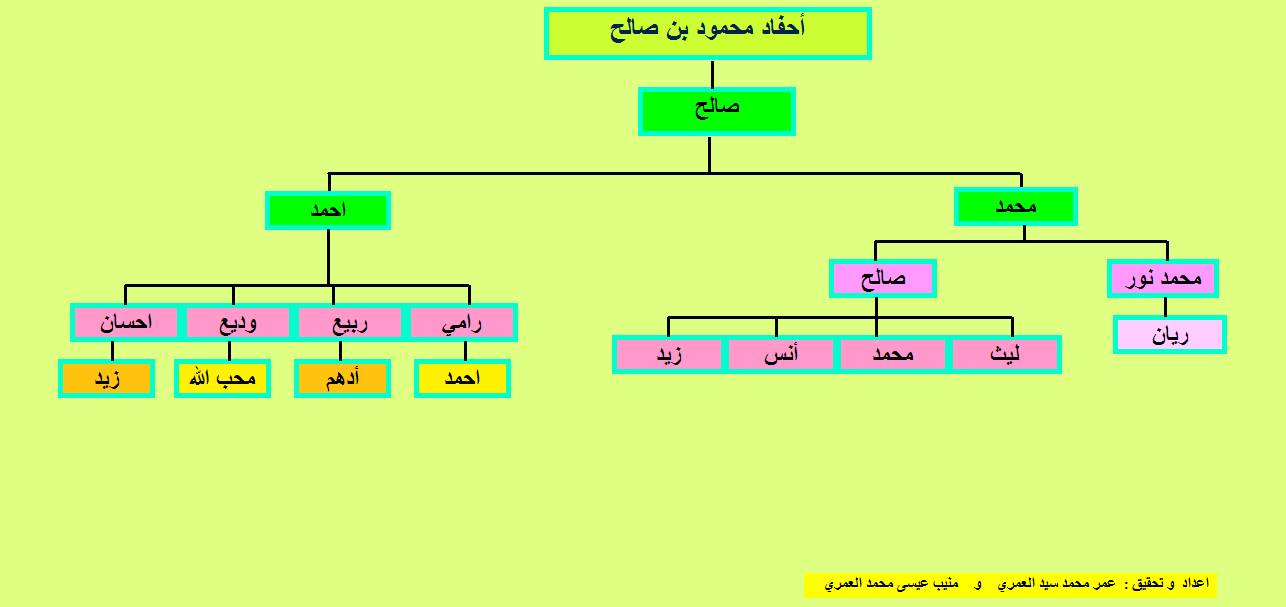 أحفاد محمود بن صالح
صالح
محمد
احمد
محمد نور
صالح
ريان
ليث
محمد
أنس
زيد
رامي
ربيع
وديع
احسان
احمد
أدهم
محب الله
زيد
اعداد و تحقيق : عمر محمد سيد العمري و منيب عيسى محمد العمري